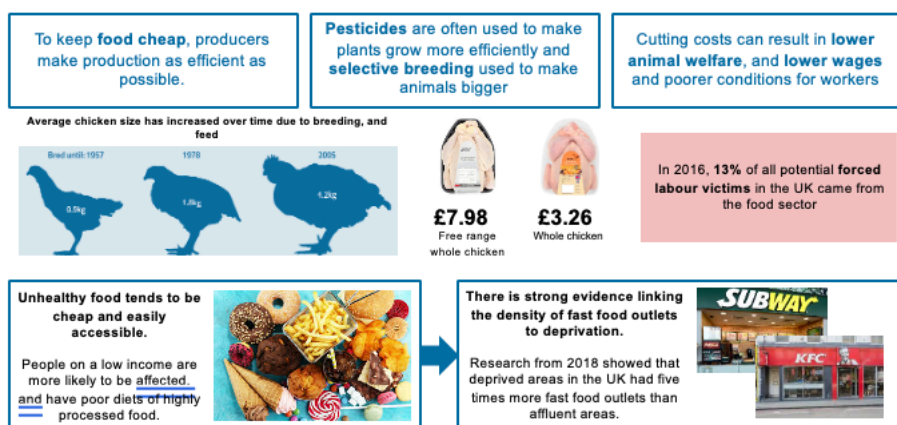 To keep food cheap, producers
make production as efficient as
possible.
Pesticides are often used to make
plants grow more efficiently and
selective breeding used to make
animals bigger
Cutting costs can result in lower
animal welfare, and lower wages
and poorer conditions for workers
Average chicken size has increased over time due to breeding, and
feed
Bred until: 1957
1978
2005
0.9kg
1.8kg
4.2kg
£7.98
Free range
whole chicken
£3.26
Whole chicken
In 2016, 13% of all potential forced
labour victims in the UK came from
the food sector
Unhealthy food tends to be
cheap and easily
accessible.
People on a low income are
more likely to be affected.
and have poor diets of highly
processed food.
There is strong evidence linking
the density of fast food outlets
to deprivation.
Research from 2018 showed that
deprived areas in the UK had five
times more fast food outlets than
affluent areas.
SUBWAY
KFC